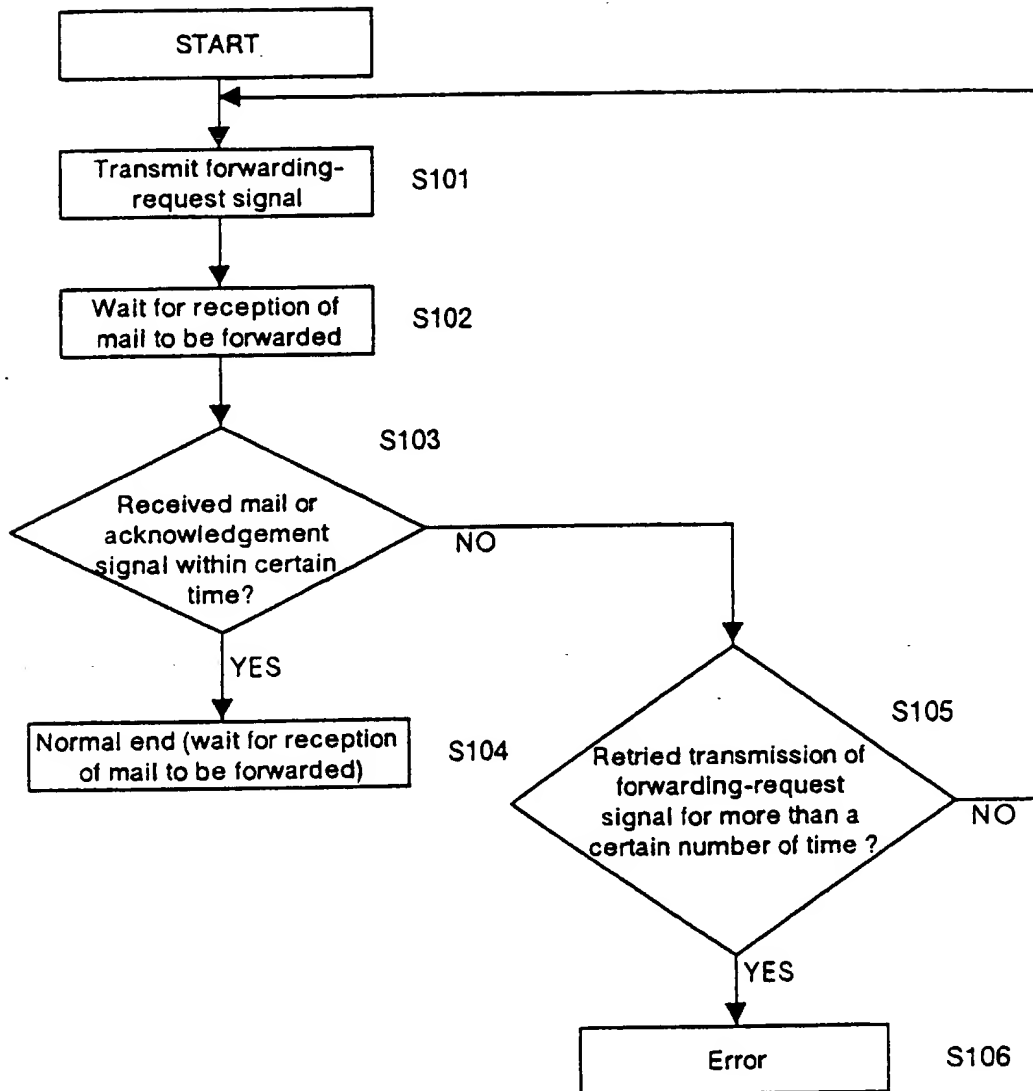 START
Transmit forwarding-
request signal
S101
Wait for reception of
mail to be forwarded
S102
S103
Received mail or
acknowledgement
signal within certain
time?
NO
YES
Normal end (wait for reception
of mail to be forwarded)
S104
S105
Retried transmission of
forwarding-request
signal for more than a
certain number of time ?
NO
YES
Error
S106